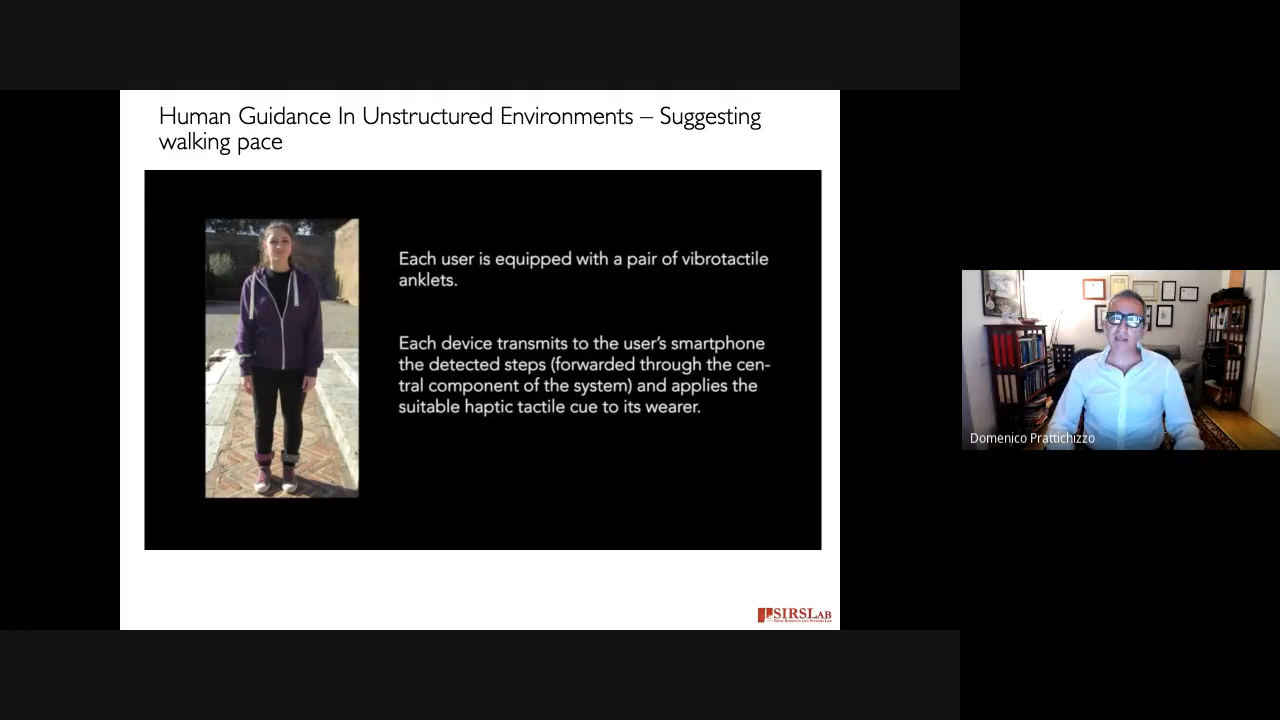 Human Guidance In Unstructured Environments – Suggesting
walking pace
Each user is equipped with a pair of vibrotactile
anklets.
Each device transmits to the user's smartphone
the detected steps (forwarded through the cen-
tral component of the system) and applies the
suitable haptic tactile cue to its wearer.
SIRSLAB
Domenico Prattichizzo